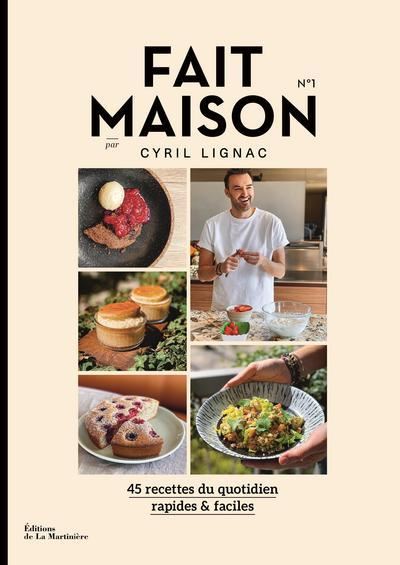 FAIT
N°1
MAISON
par
CYRIL LIGNAC
45 recettes du quotidien
rapides & faciles
Éditions
de La Martinière